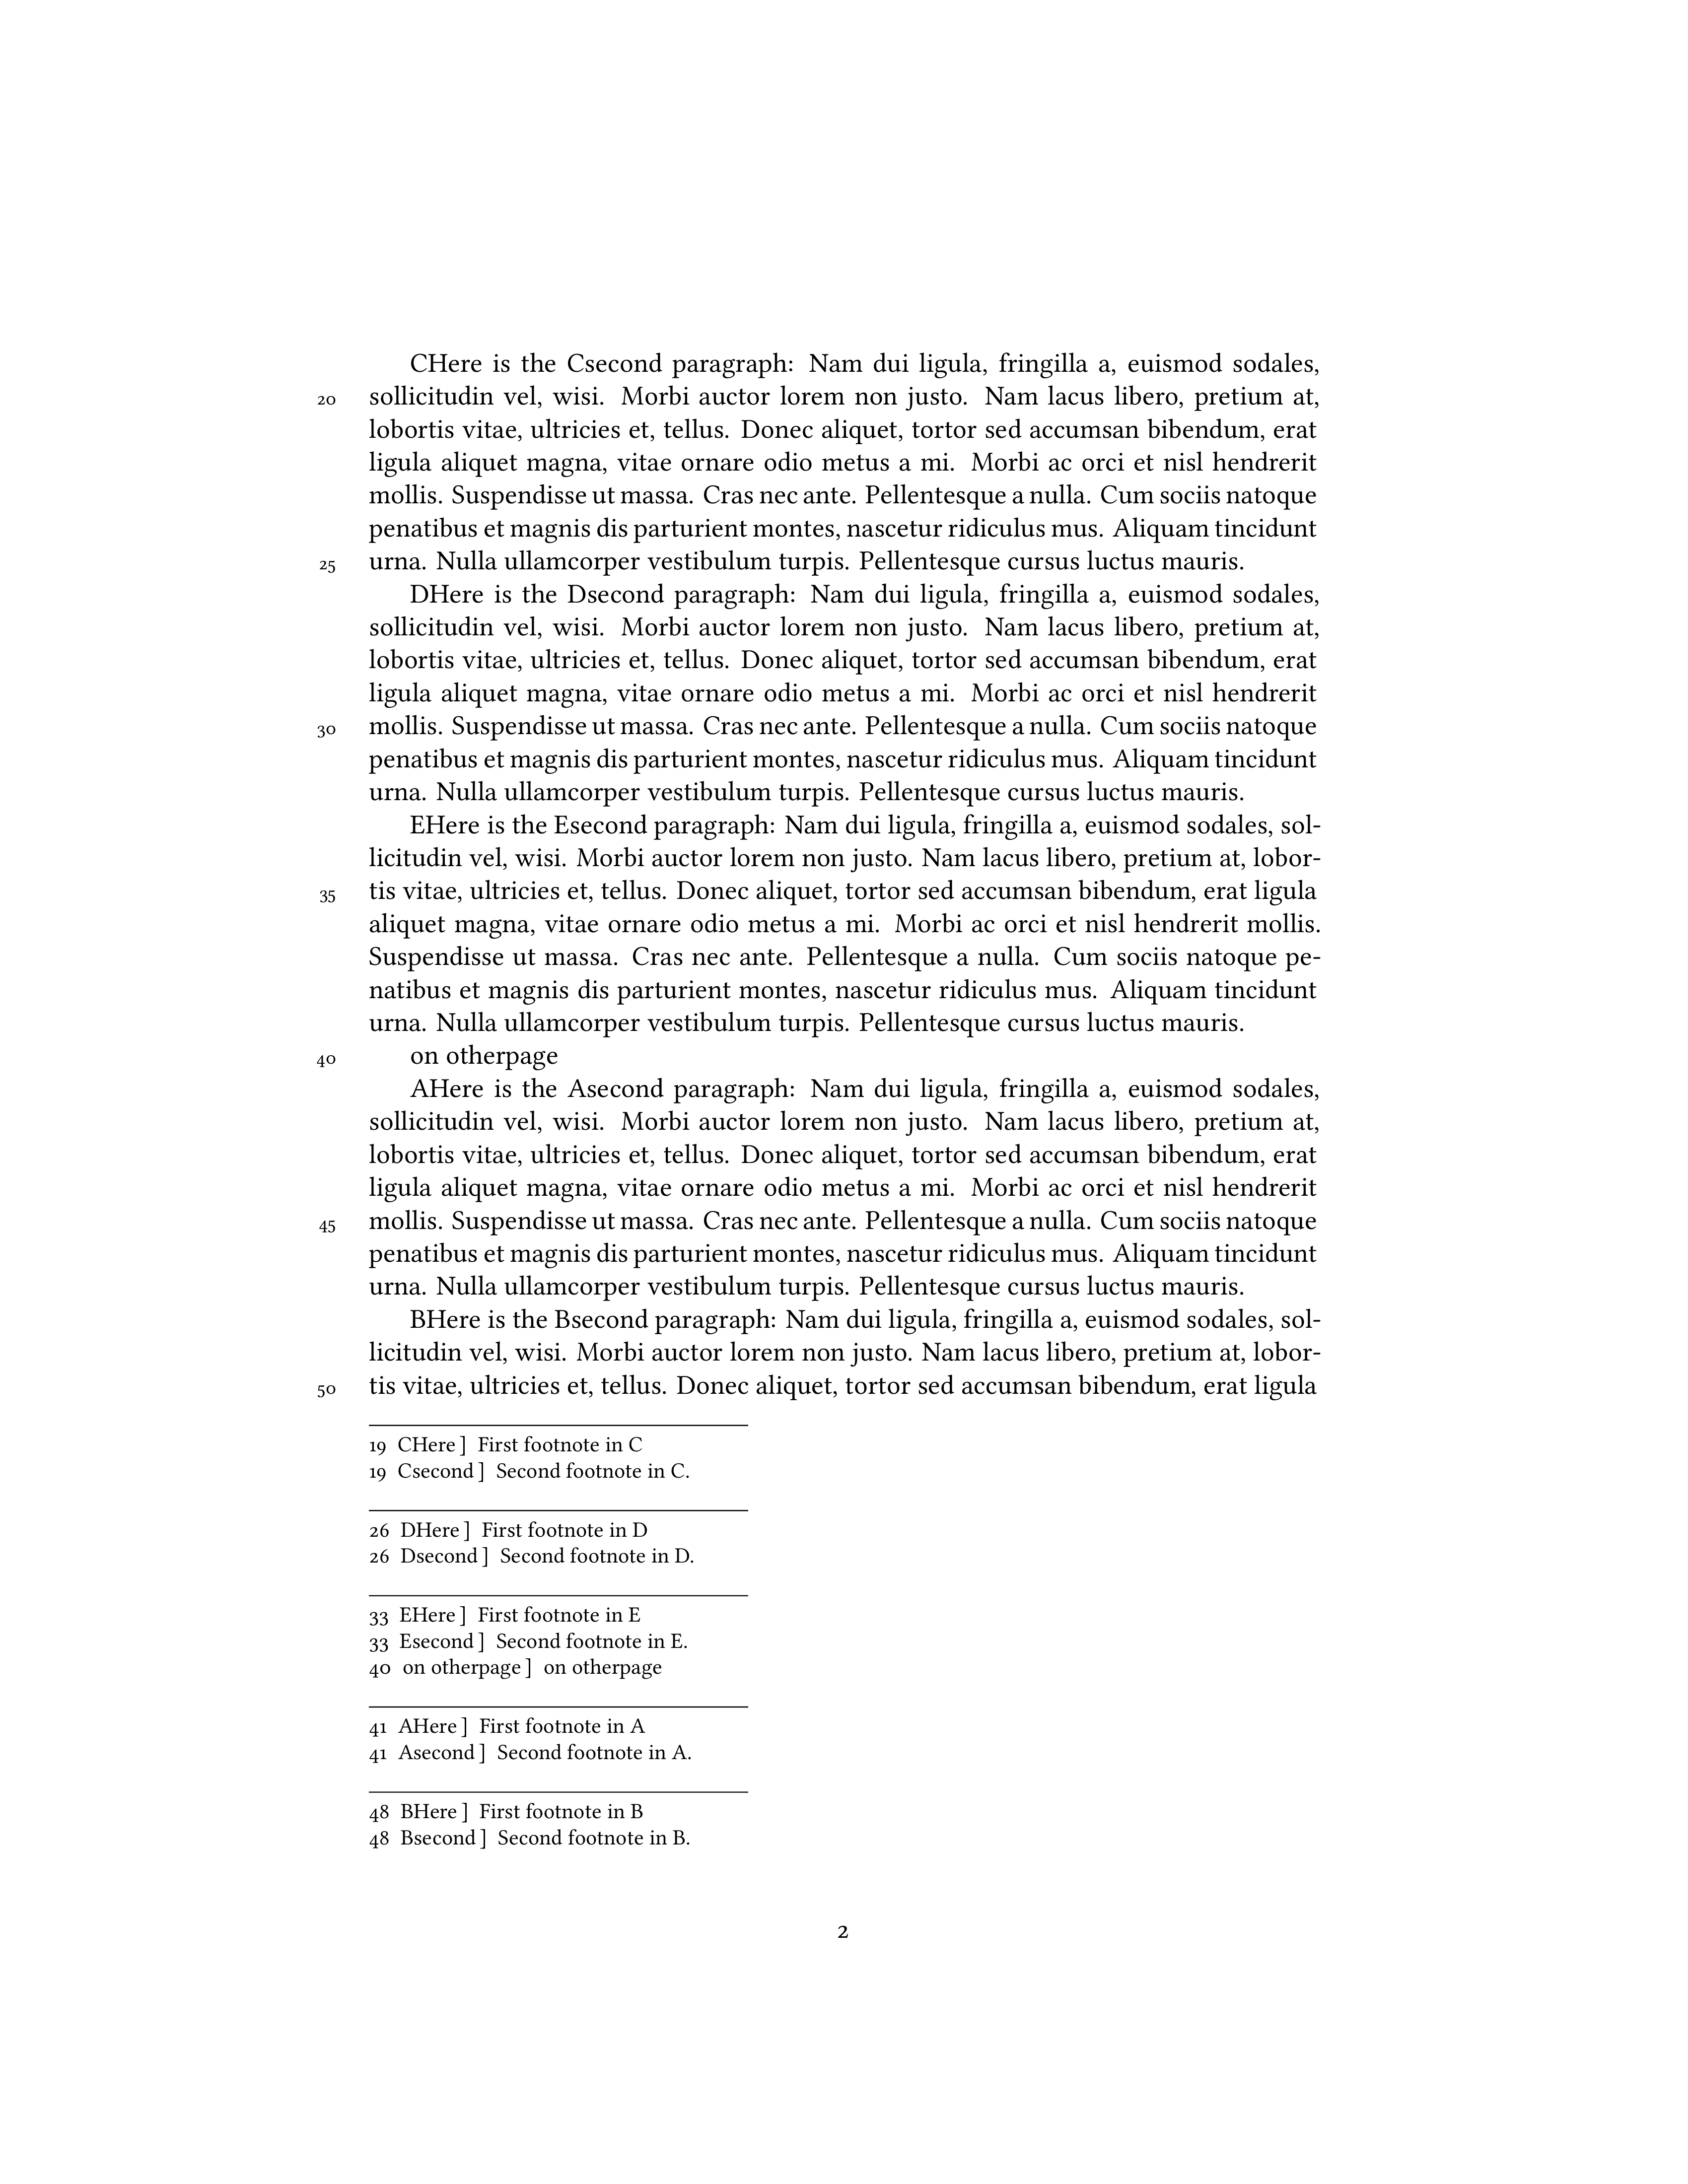 CHere is the Csecond paragraph: Nam dui ligula, fringilla a, euismod sodales,
20 sollicitudin vel, wisi. Morbi auctor lorem non justo. Nam lacus libero, pretium at,
lobortis vitae, ultricies et, tellus. Donec aliquet, tortor sed accumsan bibendum, erat
ligula aliquet magna, vitae ornare odio metus a mi. Morbi ac orci et nisl hendrerit
mollis. Suspendisse ut massa. Cras nec ante. Pellentesque a nulla. Cum sociis natoque
penatibus et magnis dis parturient montes, nascetur ridiculus mus. Aliquam tincidunt
25 urna. Nulla ullamcorper vestibulum turpis. Pellentesque cursus luctus mauris.
DHere is the Dsecond paragraph: Nam dui ligula, fringilla a, euismod sodales,
sollicitudin vel, wisi. Morbi auctor lorem non justo. Nam lacus libero, pretium at,
lobortis vitae, ultricies et, tellus. Donec aliquet, tortor sed accumsan bibendum, erat
ligula aliquet magna, vitae ornare odio metus a mi. Morbi ac orci et nisl hendrerit
30 mollis. Suspendisse ut massa. Cras nec ante. Pellentesque a nulla. Cum sociis natoque
penatibus et magnis dis parturient montes, nascetur ridiculus mus. Aliquam tincidunt
urna. Nulla ullamcorper vestibulum turpis. Pellentesque cursus luctus mauris.
EHere is the Esecond paragraph: Nam dui ligula, fringilla a, euismod sodales, sol-
licitudin vel, wisi. Morbi auctor lorem non justo. Nam lacus libero, pretium at, lobor-
35 tis vitae, ultricies et, tellus. Donec aliquet, tortor sed accumsan bibendum, erat ligula
aliquet magna, vitae ornare odio metus a mi. Morbi ac orci et nisl hendrerit mollis.
Suspendisse ut massa. Cras nec ante. Pellentesque a nulla. Cum sociis natoque pe-
natibus et magnis dis parturient montes, nascetur ridiculus mus. Aliquam tincidunt
urna. Nulla ullamcorper vestibulum turpis. Pellentesque cursus luctus mauris.
40 on otherpage
AHere is the Asecond paragraph: Nam dui ligula, fringilla a, euismod sodales,
sollicitudin vel, wisi. Morbi auctor lorem non justo. Nam lacus libero, pretium at,
lobortis vitae, ultricies et, tellus. Donec aliquet, tortor sed accumsan bibendum, erat
ligula aliquet magna, vitae ornare odio metus a mi. Morbi ac orci et nisl hendrerit
45 mollis. Suspendisse ut massa. Cras nec ante. Pellentesque a nulla. Cum sociis natoque
penatibus et magnis dis parturient montes, nascetur ridiculus mus. Aliquam tincidunt
urna. Nulla ullamcorper vestibulum turpis. Pellentesque cursus luctus mauris.
BHere is the Bsecond paragraph: Nam dui ligula, fringilla a, euismod sodales, sol-
licitudin vel, wisi. Morbi auctor lorem non justo. Nam lacus libero, pretium at, lobor-
50 tis vitae, ultricies et, tellus. Donec aliquet, tortor sed accumsan bibendum, erat ligula
19 CHere] First footnote in C
19 Csecond] Second footnote in C.
26 DHere] First footnote in D
26 Dsecond] Second footnote in D.
33 EHere] First footnote in E
33 Esecond] Second footnote in E.
40 on otherpage] on otherpage
41 AHere] First footnote in A
41 Asecond] Second footnote in A.
48 BHere] First footnote in B
48 Bsecond] Second footnote in B.
2